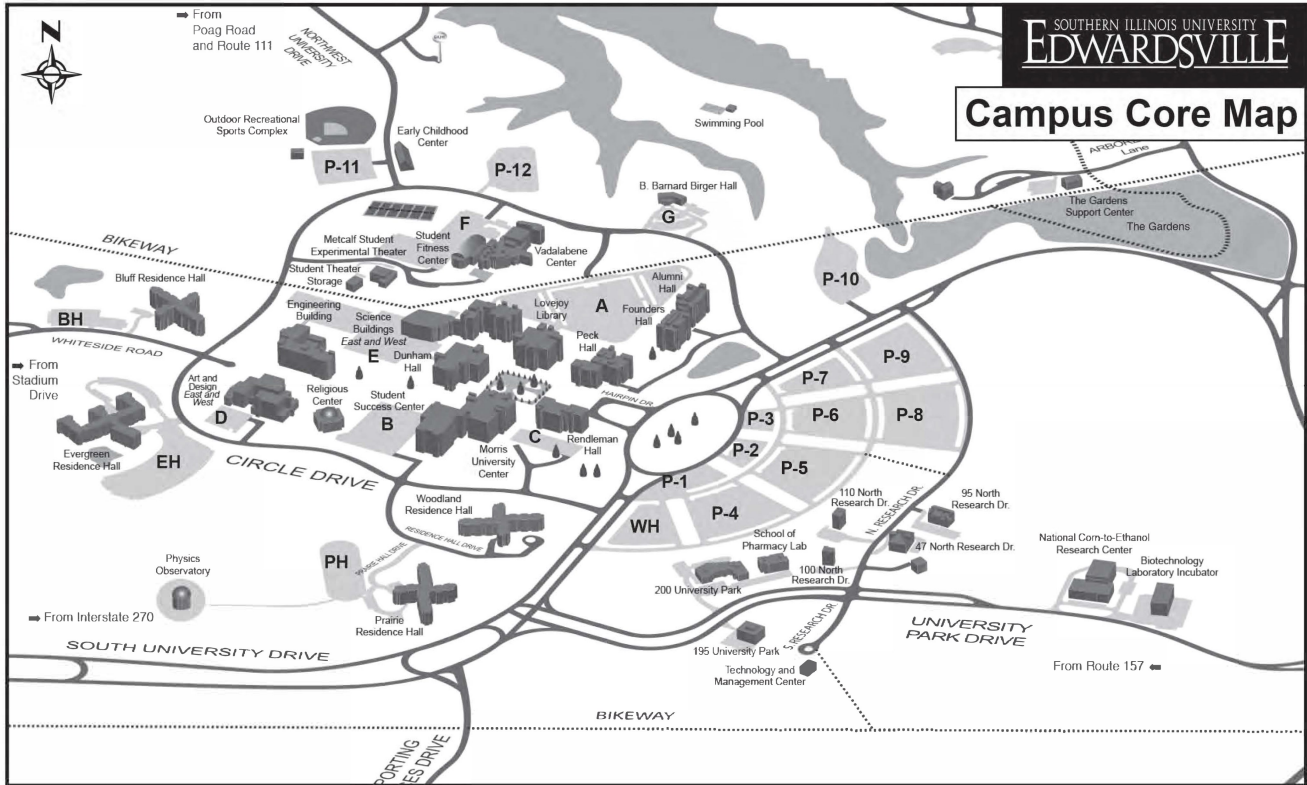 SOUTHERN ILLINOIS UNIVERSITY
EDWARDSVILLE
Campus Core Map
N
From
Poag Road
and Route 111
NORTHWEST
UNIVERSITY
DRIVE
Outdoor Recreational
Sports Complex
Early Childhood
Center
P-11
P-12
Swimming Pool
B. Barnard Birger Hall
G
Lane
The Gardens
Support Center
The Gardens
BIKEWAY
F
Metcalf Student
Experimental Theater
Student
Fitness
Center
Vadalabene
Center
Student Theater
Storage
P-10
Bluff Residence Hall
BH
WHITESIDE ROAD
Engineering
Building
Science
Buildings
East and West
E
Lovejoy
Library
A
Alumni
Hall
Founders
Hall
Peck
Hall
Dunham
Hall
From
Stadium
Drive
Art and
Design
East and
West
D
Religious
Center
Student
Success Center
B
HAIRPIN DR.
C
Rendleman
Hall
Morris
University
Center
P-9
P-7
P-3
P-6
P-8
P-2
P-5
P-1
P-4
WH
Evergreen
Residence Hall
EH
CIRCLE DRIVE
Woodland
Residence Hall
RESIDENCE HALL DRIVE
PRAIRIE HALL DRIVE
PH
Physics
Observatory
Prairie
Residence Hall
From Interstate 270
SOUTH UNIVERSITY DRIVE
110 North
Research Dr.
N. RESEARCH DR.
95 North
Research Dr.
School of
Pharmacy Lab
47 North Research Dr.
100 North
Research Dr.
200 University Park
National Corn-to-Ethanol
Research Center
Biotechnology
Laboratory Incubator
UNIVERSITY
PARK DRIVE
S. RESEARCH DR.
195 University Park
Technology and
Management Center
From Route 157
BIKEWAY